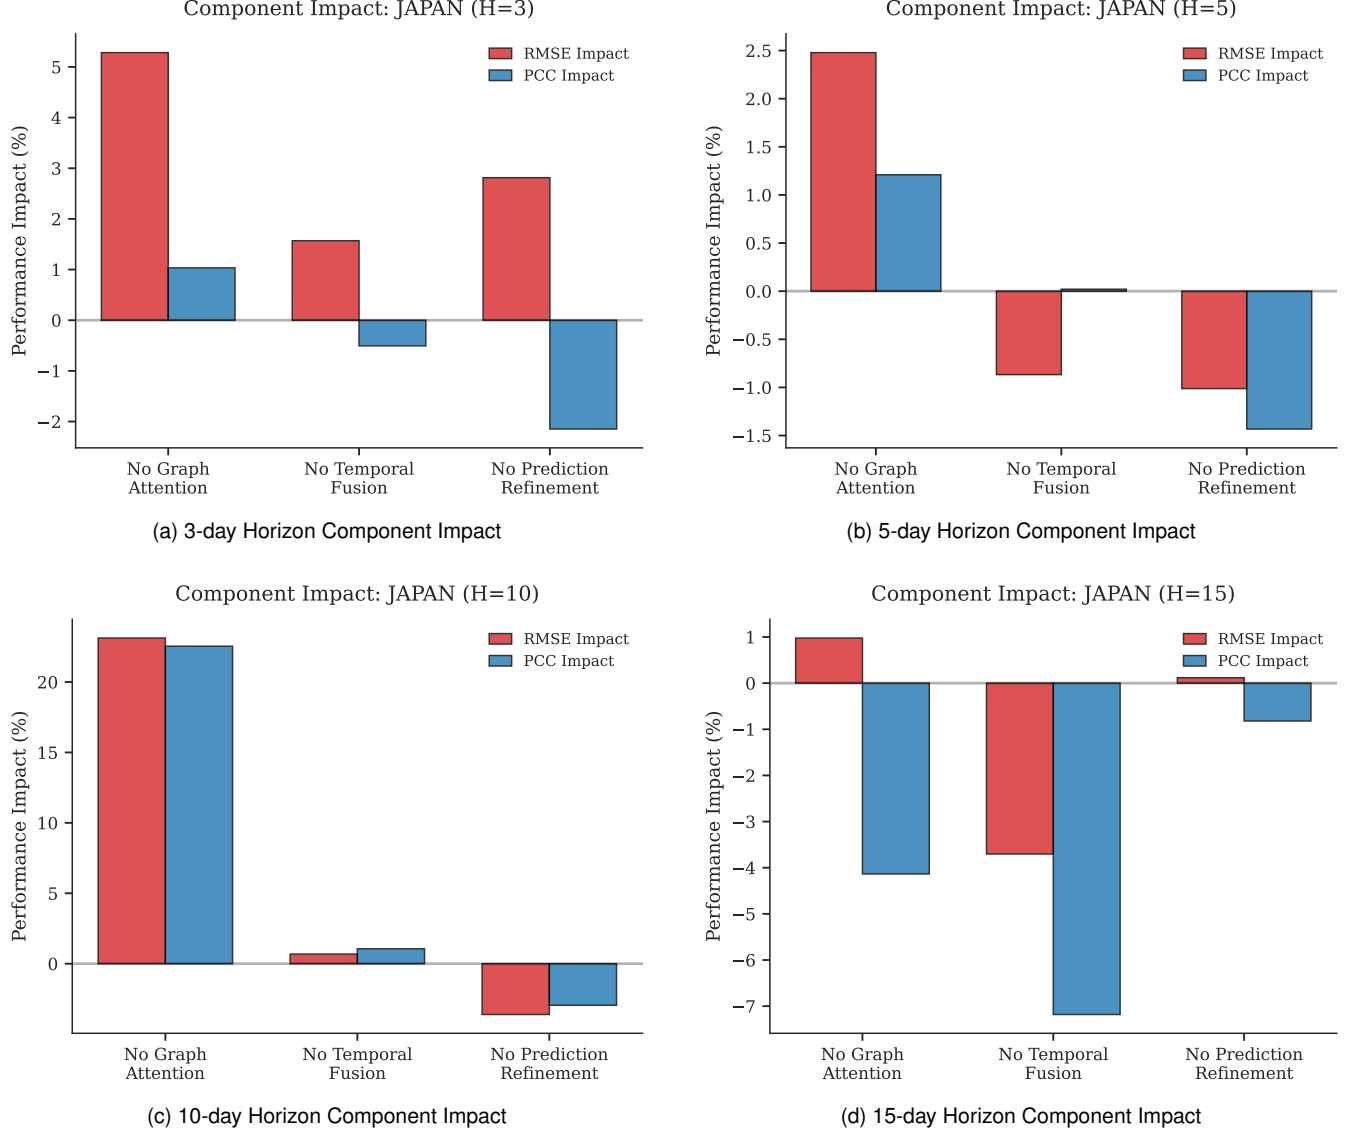 Component Impact: JAPAN (H=3)
RMSE Impact
PCC Impact
Performance Impact (%)
5
4
3
2
1
0
−1
−2
No Graph
Attention
No Temporal
Fusion
No Prediction
Refinement
(a) 3-day Horizon Component Impact
Component Impact: JAPAN (H=5)
RMSE Impact
PCC Impact
Performance Impact (%)
2.5
2.0
1.5
1.0
0.5
0.0
−0.5
−1.0
−1.5
No Graph
Attention
No Temporal
Fusion
No Prediction
Refinement
(b) 5-day Horizon Component Impact
Component Impact: JAPAN (H=10)
RMSE Impact
PCC Impact
Performance Impact (%)
20
15
10
5
0
No Graph
Attention
No Temporal
Fusion
No Prediction
Refinement
(c) 10-day Horizon Component Impact
Component Impact: JAPAN (H=15)
RMSE Impact
PCC Impact
Performance Impact (%)
1
0
−1
−2
−3
−4
−5
−6
−7
No Graph
Attention
No Temporal
Fusion
No Prediction
Refinement
(d) 15-day Horizon Component Impact